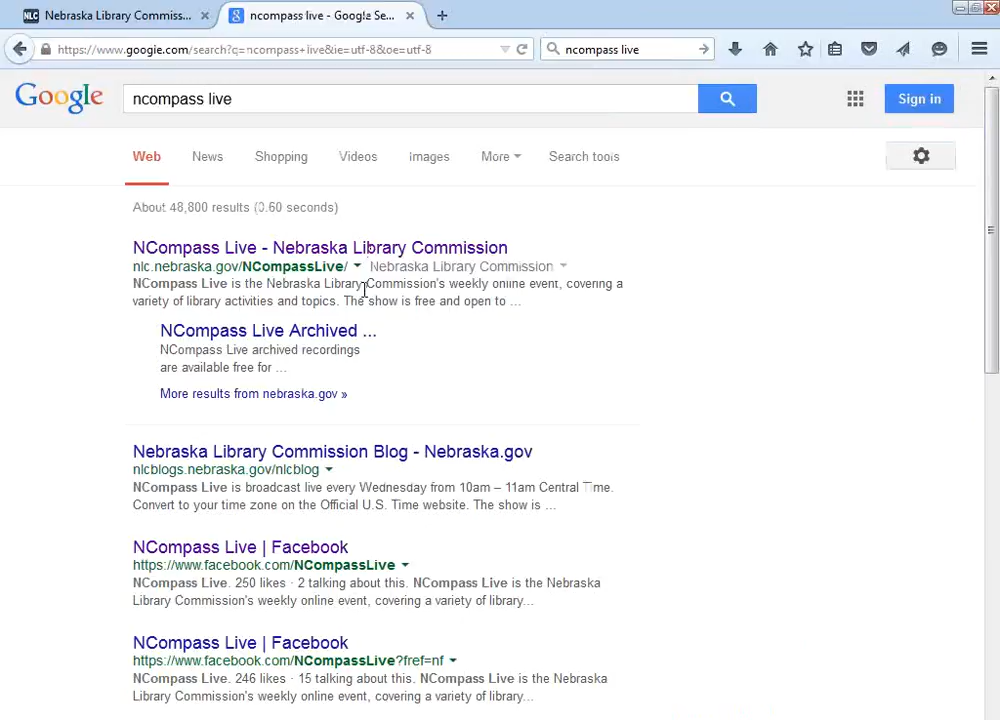 Nebraska Library Commiss...
ncompass live - Google Se...
https://www.google.com/search?q=ncompass+live&ie=utf-8&oe=utf-8
ncompass live
Google
ncompass live
Sign in
Web
News
Shopping
Videos
Images
More
Search tools
About 48,800 results (0.60 seconds)
NCompass Live - Nebraska Library Commission
nlc.nebraska.gov/NCompassLive/
Nebraska Library Commission
NCompass Live is the Nebraska Library Commission's weekly online event, covering a
variety of library activities and topics. The show is free and open to ...
NCompass Live Archived ...
NCompass Live archived recordings
are available free for ...
More results from nebraska.gov »
Nebraska Library Commission Blog - Nebraska.gov
nlcblogs.nebraska.gov/nlcblog
NCompass Live is broadcast live every Wednesday from 10am – 11am Central Time.
Convert to your time zone on the Official U.S. Time website. The show is ...
NCompass Live | Facebook
https://www.facebook.com/NCompassLive
NCompass Live. 250 likes · 2 talking about this. NCompass Live is the Nebraska
Library Commission's weekly online event, covering a variety of library...
NCompass Live | Facebook
https://www.facebook.com/NCompassLive?fref=nf
NCompass Live. 246 likes · 15 talking about this. NCompass Live is the Nebraska
Library Commission's weekly online event, covering a variety of library...